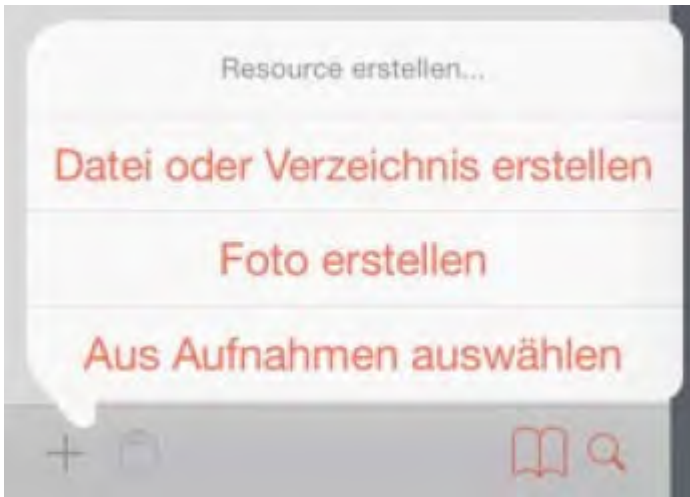 Resource erstellen...
Datei oder Verzeichnis erstellen
Foto erstellen
Aus Aufnahmen auswählen